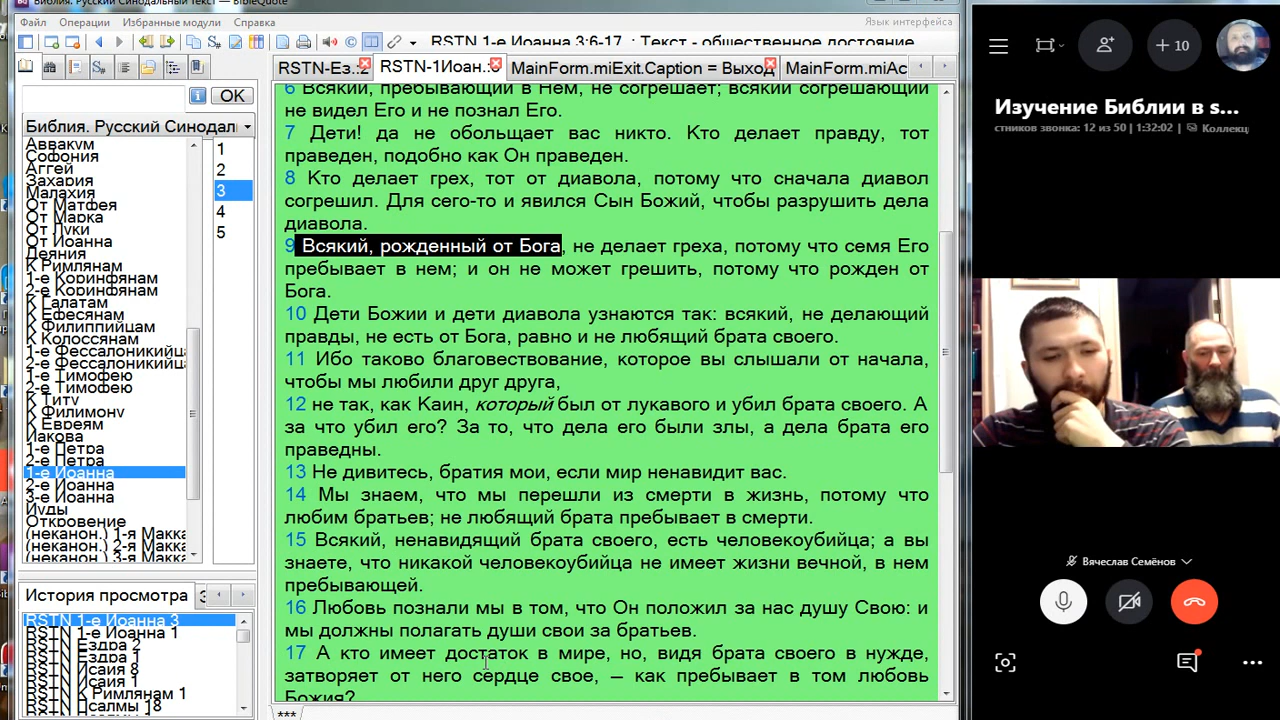 Библия. Русский Синодальный Текст — BibleQuote
Файл Операции Избранные модули Справка Язык интерфейса
RSTN 1-е Иоанна 3:6-17 : Текст - общественное достояние
RSTN-Ез..2 RSTN-1Иоан..3 MainForm.miExit.Caption = Выход MainForm.miAc
OK
Библия. Русский Синодал
Аввакум
Софония
Аггей
Захария
Малахия
От Матфея
От Марка
От Луки
От Иоанна
Деяния
К Римлянам
1-е Коринфянам
2-е Коринфянам
К Галатам
К Ефесянам
К Филиппийцам
К Колоссянам
1-е Фессалоникийца
2-е Фессалоникийца
1-е Тимофею
2-е Тимофею
К Титу
К Филимону
К Евреям
Иакова
1-е Петра
2-е Петра
1-е Иоанна
2-е Иоанна
3-е Иоанна
Иуды
Откровение
(неканон.) 1-я Макка
(неканон.) 2-я Макка
(неканон.) 3-я Макка
1
2
3
4
5
История просмотра
RSTN 1-е Иоанна 3
RSTN 1-е Иоанна 1
RSTN Ездра 2
RSTN Ездра 1
RSTN Исаия 8
RSTN Исаия 1
RSTN К Римлянам 1
RSTN Псалмы 18
6 Всякий, пребывающий в Нем, не согрешает; всякий согрешающий
не видел Его и не познал Его.
7 Дети! да не обольщает вас никто. Кто делает правду, тот
праведен, подобно как Он праведен.
8 Кто делает грех, тот от диавола, потому что сначала диавол
согрешил. Для сего-то и явился Сын Божий, чтобы разрушить дела
диавола.
9 Всякий, рожденный от Бога, не делает греха, потому что семя Его
пребывает в нем; и он не может грешить, потому что рожден от
Бога.
10 Дети Божии и дети диавола узнаются так: всякий, не делающий
правды, не есть от Бога, равно и не любящий брата своего.
11 Ибо таково благовествование, которое вы слышали от начала,
чтобы мы любили друг друга,
12 не так, как Каин, который был от лукавого и убил брата своего. А
за что убил его? За то, что дела его были злы, а дела брата его
праведны.
13 Не дивитесь, братия мои, если мир ненавидит вас.
14 Мы знаем, что мы перешли из смерти в жизнь, потому что
любим братьев; не любящий брата пребывает в смерти.
15 Всякий, ненавидящий брата своего, есть человекоубийца; а вы
знаете, что никакой человекоубийца не имеет жизни вечной, в нем
пребывающей.
16 Любовь познали мы в том, что Он положил за нас душу Свою: и
мы должны полагать души свои за братьев.
17 А кто имеет достаток в мире, но, видя брата своего в нужде,
затворяет от него сердце свое, – как пребывает в том любовь
Божия?
***
+ 10
Изучение Библии в s...
стников звонка: 12 из 50 | 1:32:02 | Коллекц
Вячеслав Семёнов